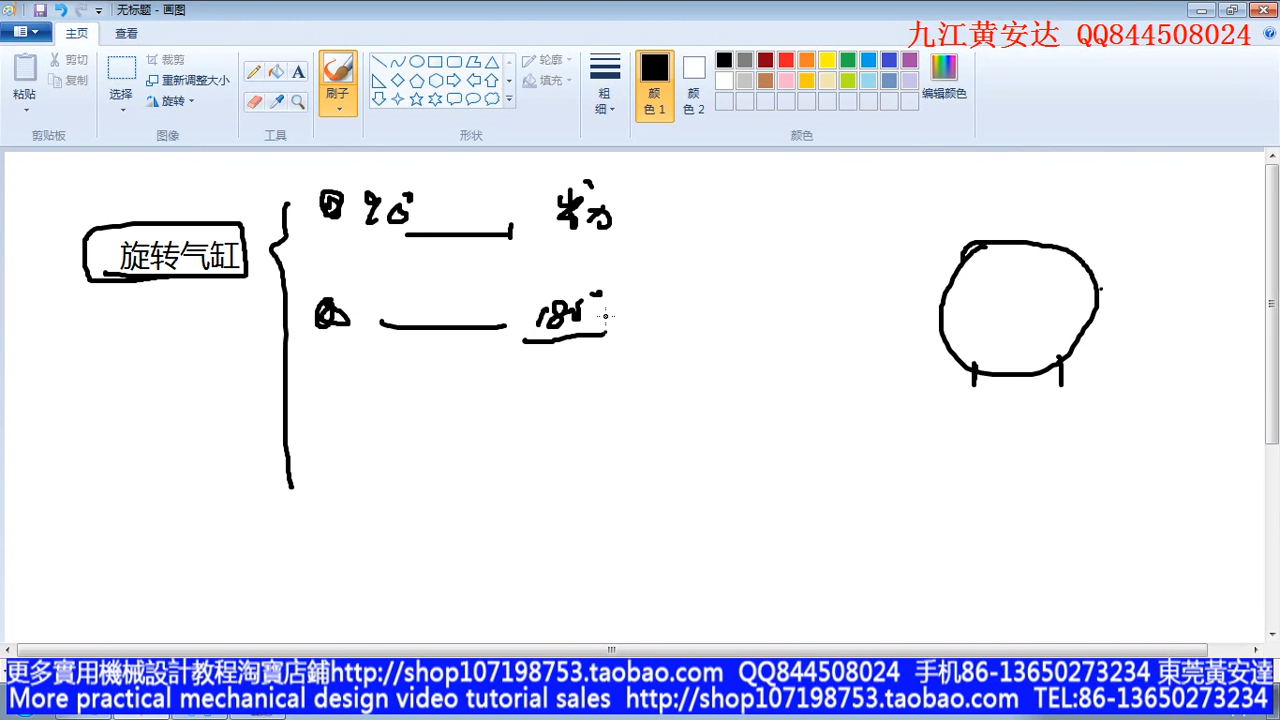 无标题 - 画图
主页 查看
九江黄安达 QQ844508024
粘贴 剪切 复制
选择 裁剪 重新调整大小 旋转
A
刷子
轮廓 填充
粗细
颜色 1
颜色 2
编辑颜色
剪贴板 图像 工具 形状 颜色
① 90°
旋转气缸
②
180°
更多實用機械設計教程淘寶店鋪http://shop107198753.taobao.com QQ844508024 手机86-13650273234 東莞黃安達
More practical mechanical design video tutorial sales http://shop107198753.taobao.com TEL:86-13650273234